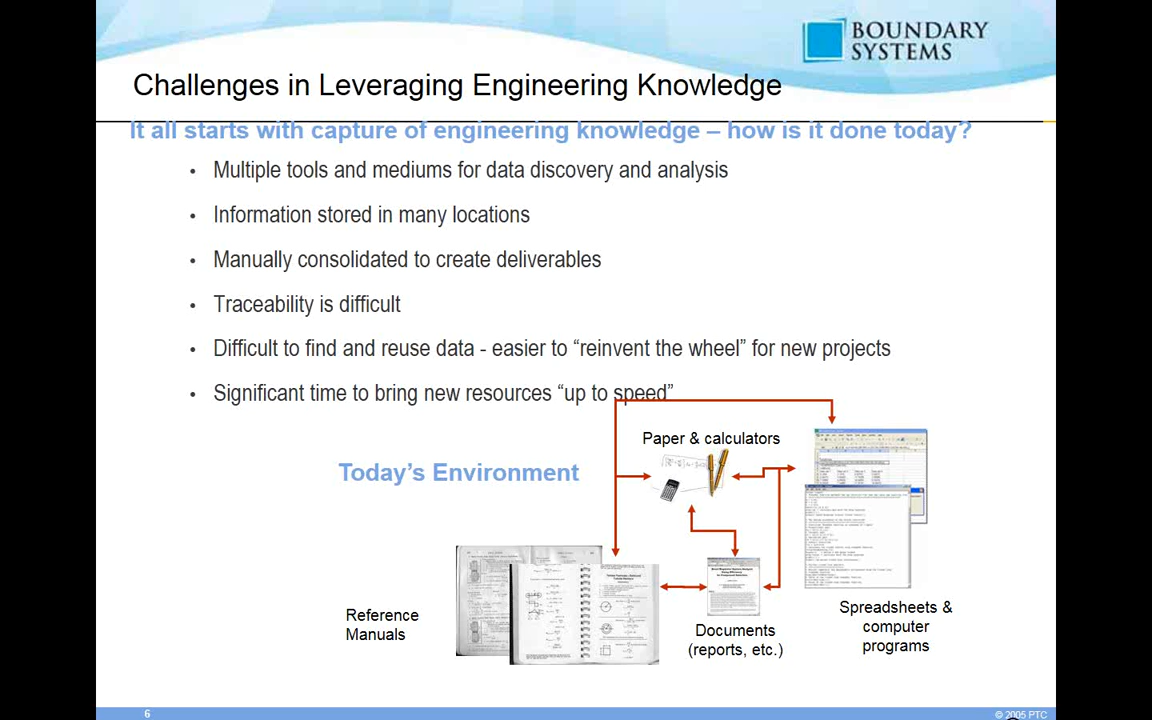 BOUNDARY
SYSTEMS
Challenges in Leveraging Engineering Knowledge
It all starts with capture of engineering knowledge – how is it done today?
• Multiple tools and mediums for data discovery and analysis
• Information stored in many locations
• Manually consolidated to create deliverables
• Traceability is difficult
• Difficult to find and reuse data - easier to “reinvent the wheel” for new projects
• Significant time to bring new resources “up to speed”
Paper & calculators
Today’s Environment
Reference
Manuals
Documents
(reports, etc.)
Spreadsheets &
computer
programs
6
© 2005 PTC